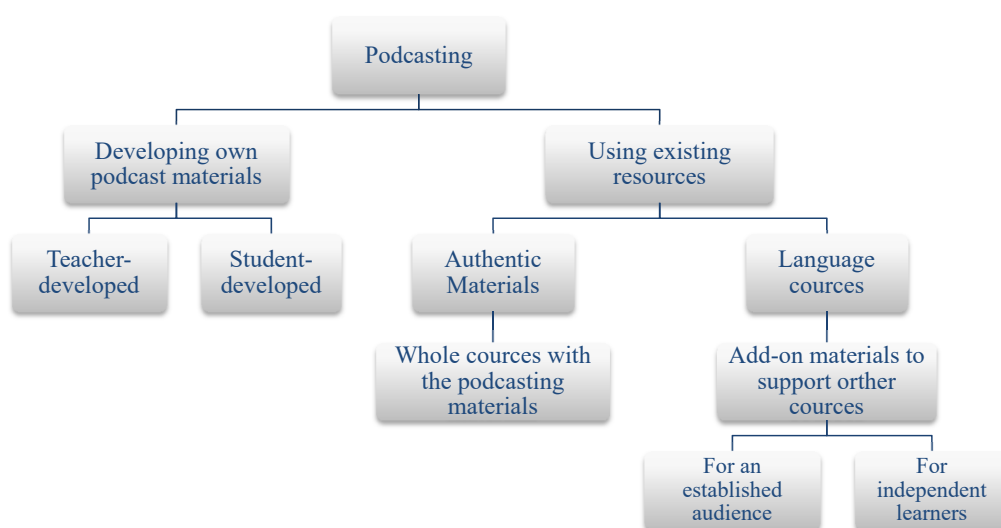 Podcasting
Developing own
podcast materials
Using existing
resources
Teacher-
developed
Student-
developed
Authentic
Materials
Language
cources
Whole cources with
the podcasting
materials
Add-on materials to
support orther
cources
For an
established
audience
For
independent
learners